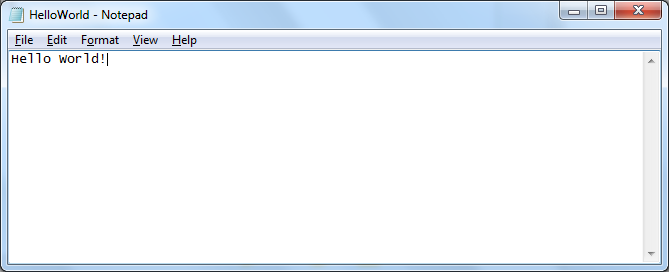 HelloWorld - Notepad
File Edit Format View Help
Hello World!